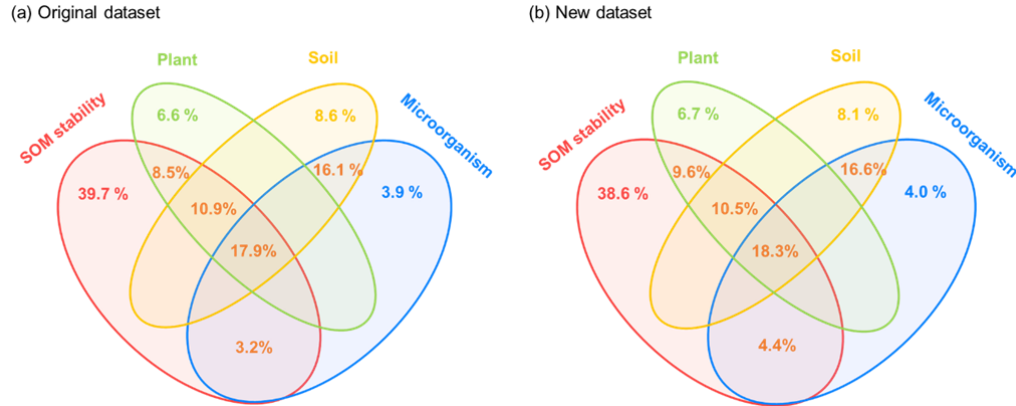 (a) Original dataset
Plant
Soil
SOM stability
Microorganism
6.6 %
8.6 %
8.5%
16.1 %
39.7 %
3.9 %
10.9%
17.9%
3.2%
(b) New dataset
Plant
Soil
SOM stability
Microorganism
6.7 %
8.1 %
9.6%
16.6%
38.6 %
4.0 %
10.5%
18.3%
4.4%